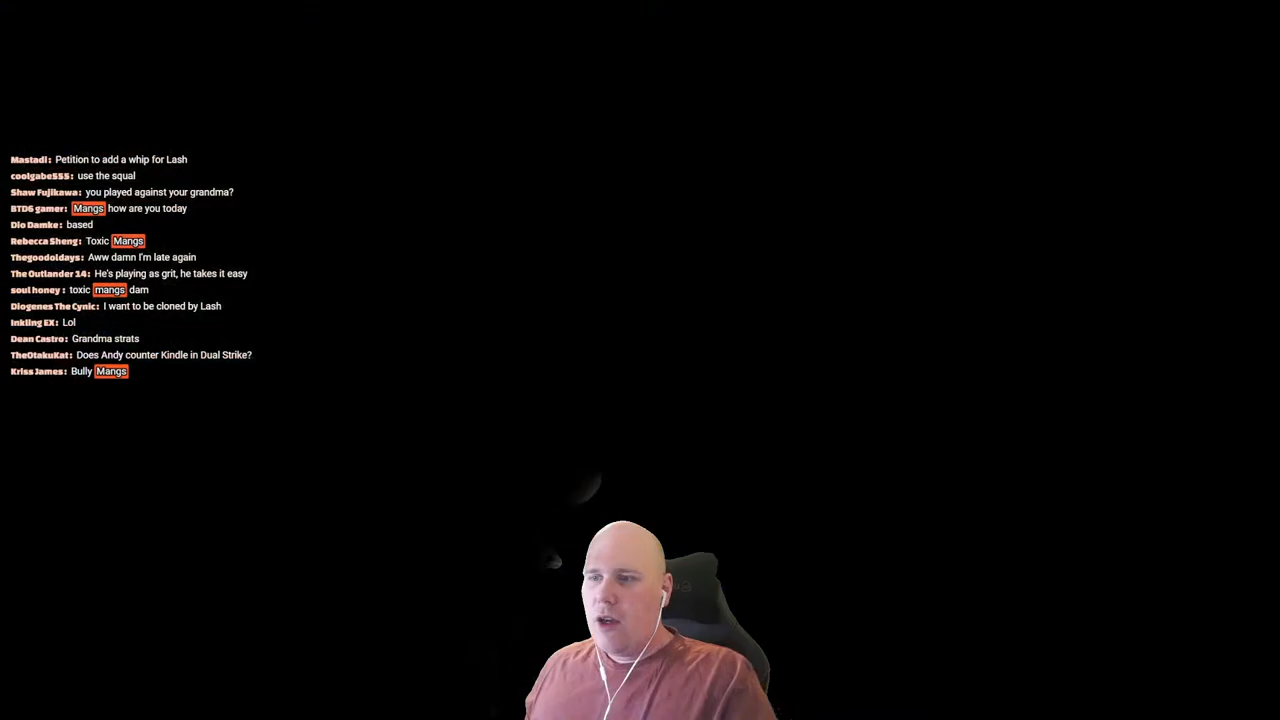 Mastadi: Petition to add a whip for Lash
coolgabe555: use the squal
Shaw Fujikawa: you played against your grandma?
BTD6 gamer: Mangs how are you today
Dio Damke: based
Rebecca Sheng: Toxic Mangs
Thegoodoldays: Aww damn I'm late again
The Outlander 14: He's playing as grit, he takes it easy
soul honey: toxic mangs dam
Diogenes The Cynic: I want to be cloned by Lash
Inkling EX: Lol
Dean Castro: Grandma strats
TheOtakuKat: Does Andy counter Kindle in Dual Strike?
Kriss James: Bully Mangs